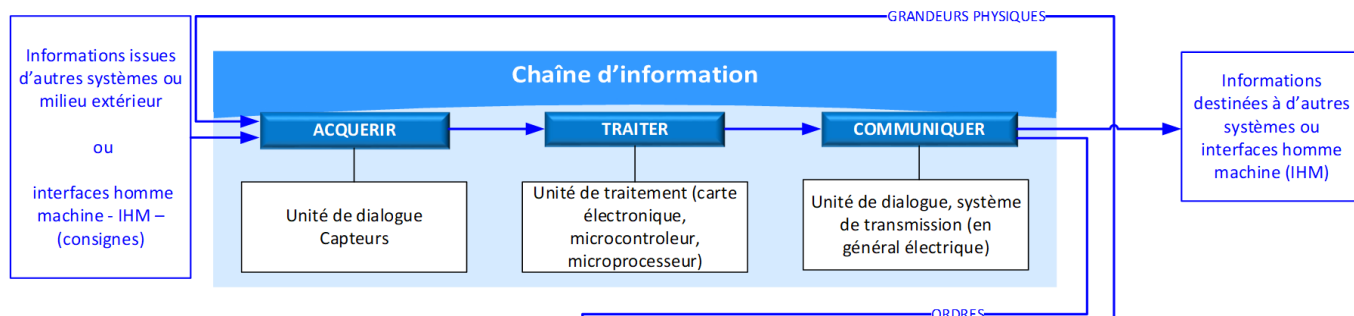 GRANDEURS PHYSIQUES
Informations issues
d'autres systèmes ou
milieu extérieur
ou
interfaces homme
machine - IHM –
(consignes)
Chaîne d'information
ACQUERIR
TRAITER
COMMUNIQUER
Unité de dialogue
Capteurs
Unité de traitement (carte
électronique,
microcontroleur,
microprocesseur)
Unité de dialogue, système
de transmission (en
général électrique)
Informations
destinées à d'autres
systèmes ou
interfaces homme
machine (IHM)
ORDRES